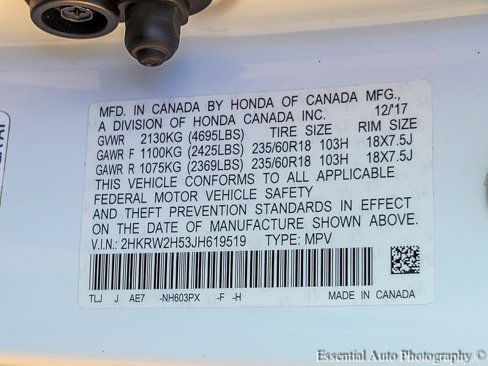 MFD. IN CANADA BY HONDA OF CANADA MFG.,
A DIVISION OF HONDA CANADA INC. 12/'17
GVWR 2130KG (4695LBS) TIRE SIZE RIM SIZE
GAWR F 1100KG (2425LBS) 235/60R18 103H 18X7.5J
GAWR R 1075KG (2369LBS) 235/60R18 103H 18X7.5J
THIS VEHICLE CONFORMS TO ALL APPLICABLE
FEDERAL MOTOR VEHICLE SAFETY
AND THEFT PREVENTION STANDARDS IN EFFECT
ON THE DATE OF MANUFACTURE SHOWN ABOVE.
V.I.N.: 2HKRW2H53JH619519 TYPE: MPV
TLJ J AE7 -NH603PX -F -H MADE IN CANADA
Essential Auto Photography ©